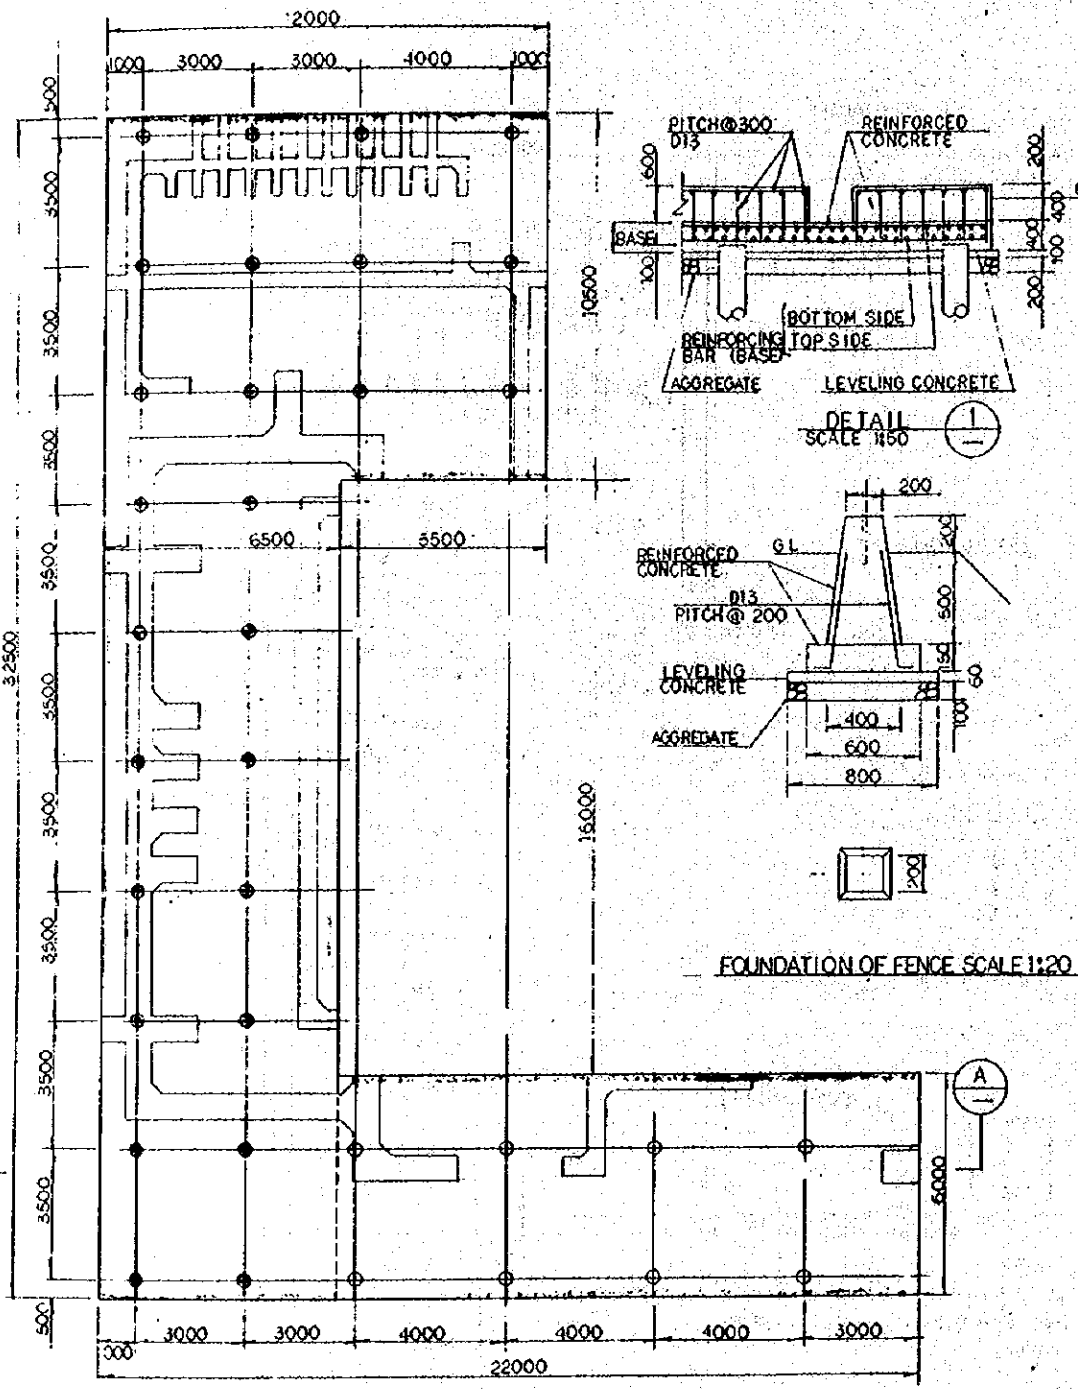 12000
1000
3000
3000
4000
1000
500
3500
3500
3500
3500
3500
3500
3500
3500
3500
500
32500
10500
6500
5500
16000
6000
A
3000
3000
4000
4000
4000
3000
22000
PITCH@300
D13
REINFORCED
CONCRETE
600
BASE
100
200
400
400
100
200
BOTTOM SIDE
TOP SIDE
REINFORCING
BAR (BASE)
AGGREGATE
LEVELING CONCRETE
DETAIL
SCALE 1:50
1
200
REINFORCED
CONCRETE
G L
D13
PITCH@ 200
LEVELING
CONCRETE
AGGREGATE
200
500
150
60
100
400
600
800
200
FOUNDATION OF FENCE SCALE 1:20